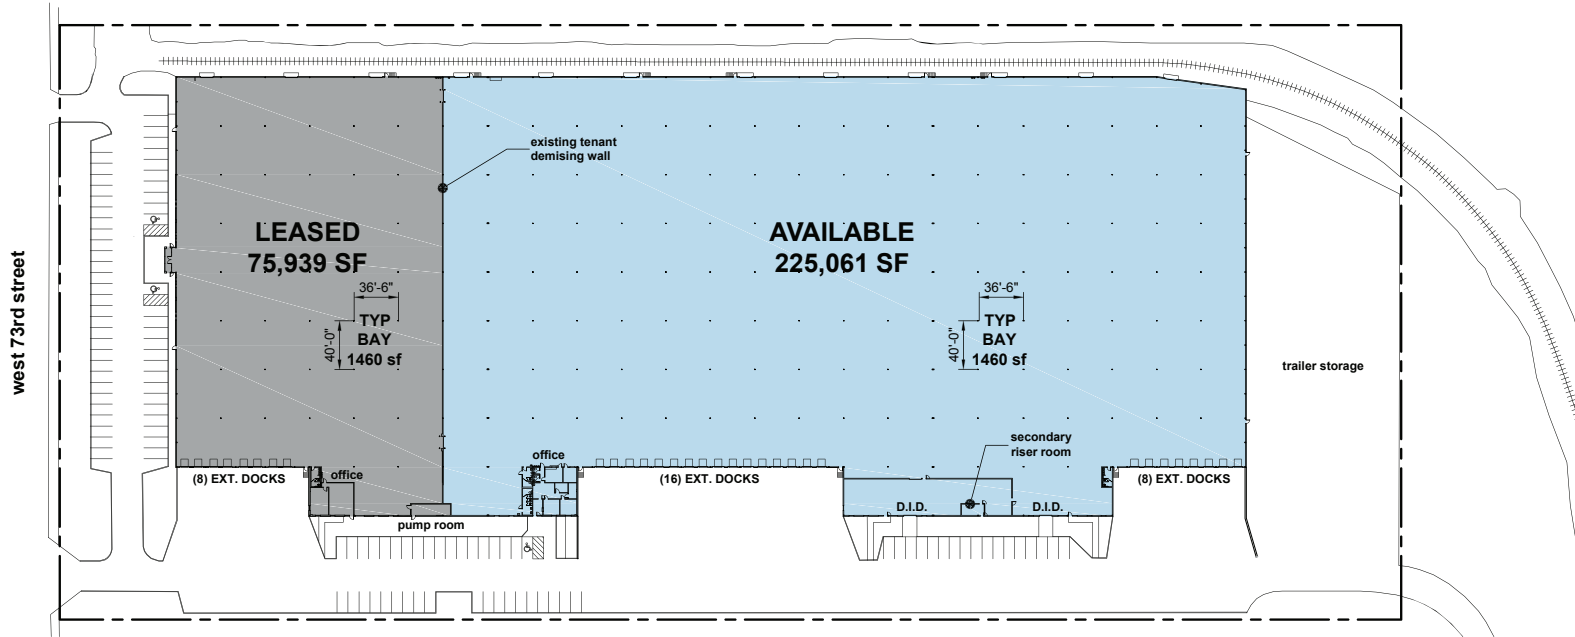 existing tenant
demising wall
LEASED
75,939 SF
AVAILABLE
225,061 SF
36'-6"
40'-0"
TYP
BAY
1460 sf
36'-6"
40'-0"
TYP
BAY
1460 sf
west 73rd street
trailer storage
secondary
riser room
office
office
(8) EXT. DOCKS
(16) EXT. DOCKS
(8) EXT. DOCKS
D.I.D.
D.I.D.
pump room